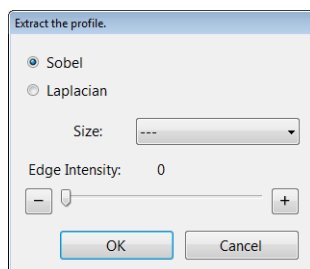 Extract the profile.
Sobel
Laplacian
Size: ---
Edge Intensity: 0
− +
OK Cancel